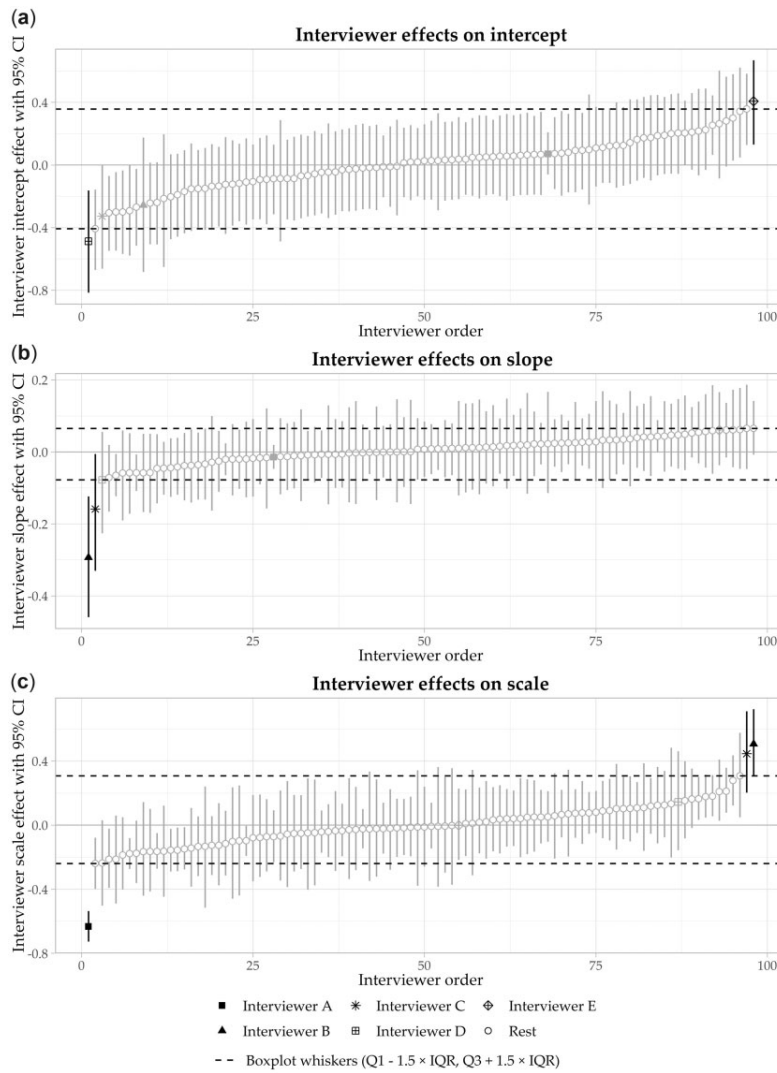 (a)
Interviewer effects on intercept
Interviewer intercept effect with 95% CI
0.4
0.0
-0.4
-0.8
0 25 50 75 100
Interviewer order
(b)
Interviewer effects on slope
Interviewer slope effect with 95% CI
0.2
0.0
-0.2
-0.4
0 25 50 75 100
Interviewer order
(c)
Interviewer effects on scale
Interviewer scale effect with 95% CI
0.4
0.0
-0.4
-0.8
0 25 50 75 100
Interviewer order
Interviewer A Interviewer C Interviewer E
Interviewer B Interviewer D Rest
Boxplot whiskers (Q1 - 1.5 × IQR, Q3 + 1.5 × IQR)